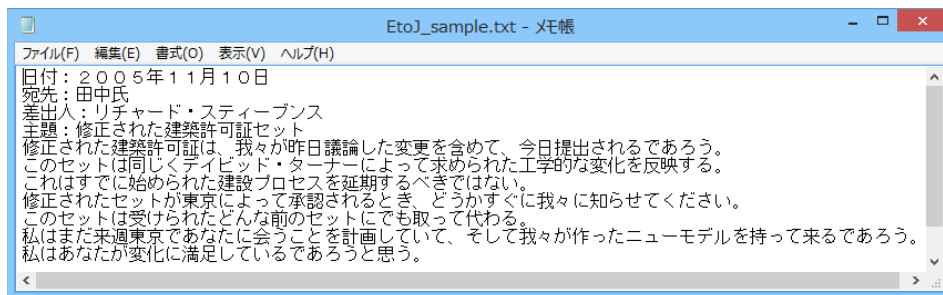 EtoJ_sample.txt - メモ帳
ファイル(F) 編集(E) 書式(O) 表示(V) ヘルプ(H)
旧付：２００５年１１月１０日
宛先：田中氏
差出人：リチャード・スティーブンス
主題：修正された建築許可証セット
修正された建築許可証は、我々が昨日議論した変更を含めて、今日提出されるであろう。
このセットは同じくデイビッド・ターナーによって求められた工学的な変化を反映する。
これはすでに始められた建設プロセスを延期するべきではない。
修正されたセットが東京によって承認されるとき、どうかすぐに我々に知らせてください。
このセットは受けられたどんな前のセットにでも取って代わる。
私はまだ来週東京であなたに会うことを計画していて、そして我々が作ったニューモデルを持って来るであろう。
私はあなたが変化に満足しているであろうと思う。